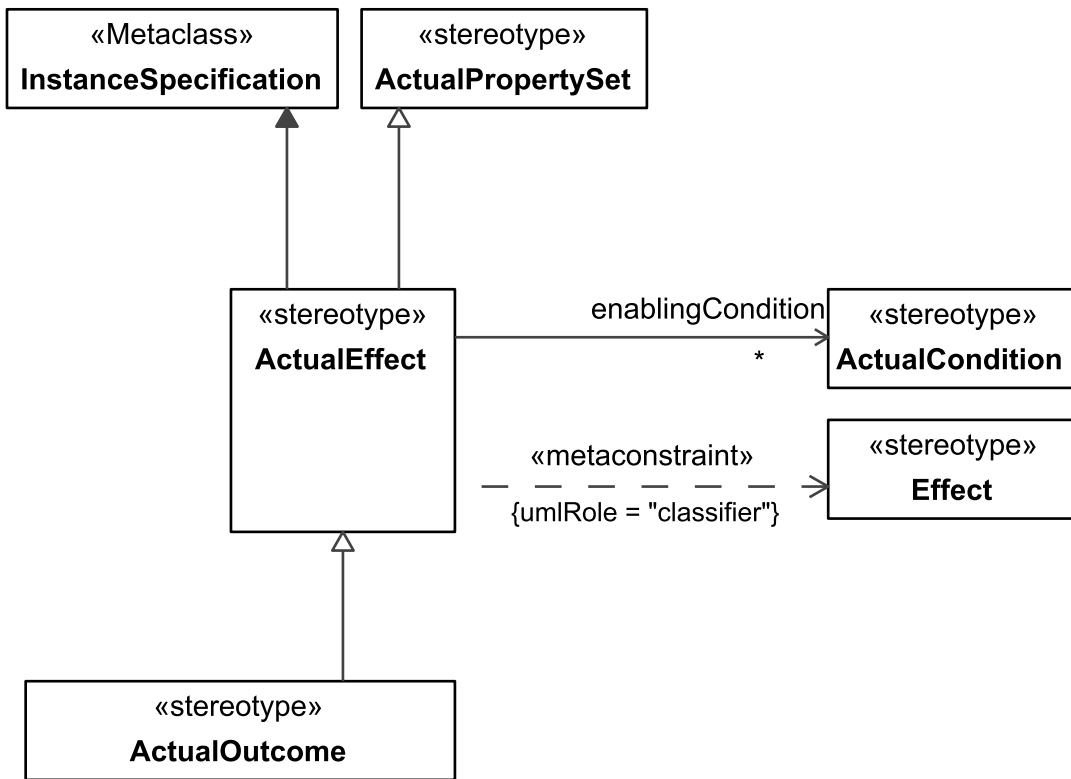 «Metaclass»
InstanceSpecification
«stereotype»
ActualPropertySet
«stereotype»
ActualEffect
enablingCondition
*
«stereotype»
ActualCondition
«metaconstraint»
{umlRole = "classifier"}
«stereotype»
Effect
«stereotype»
ActualOutcome